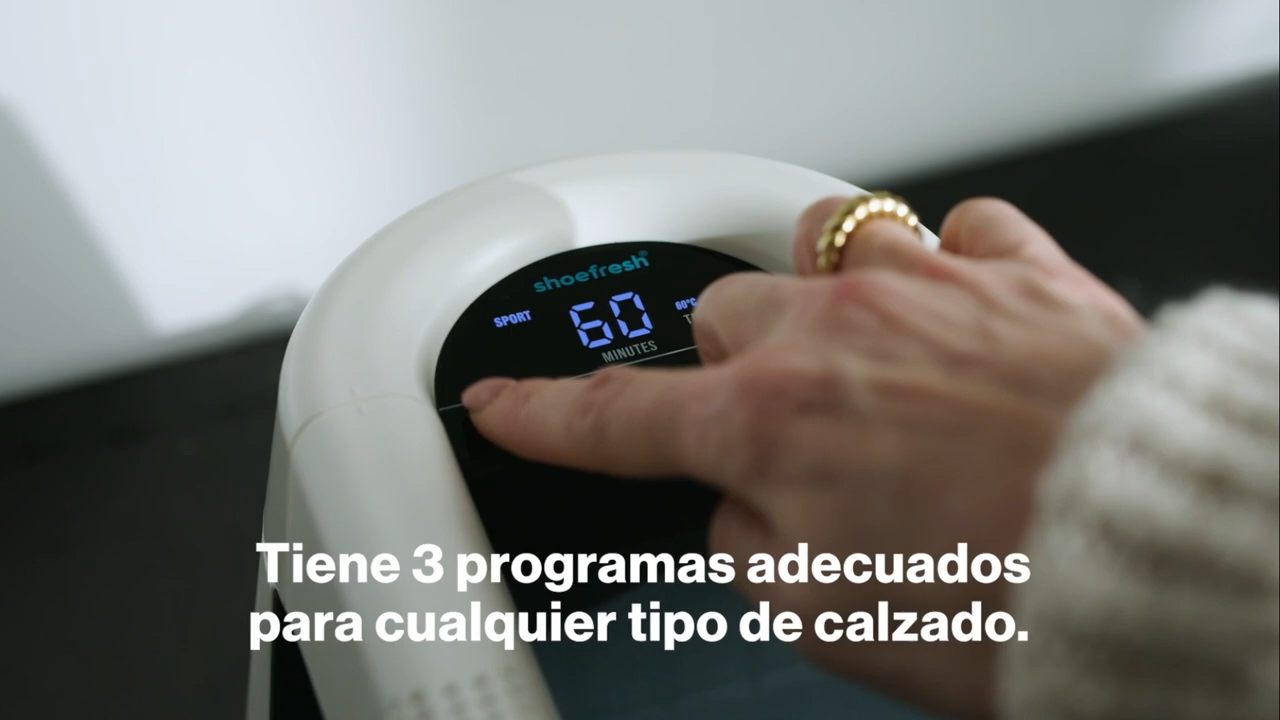 shoefresh®
SPORT 60 60°C
MINUTES
Tiene 3 programas adecuados
para cualquier tipo de calzado.